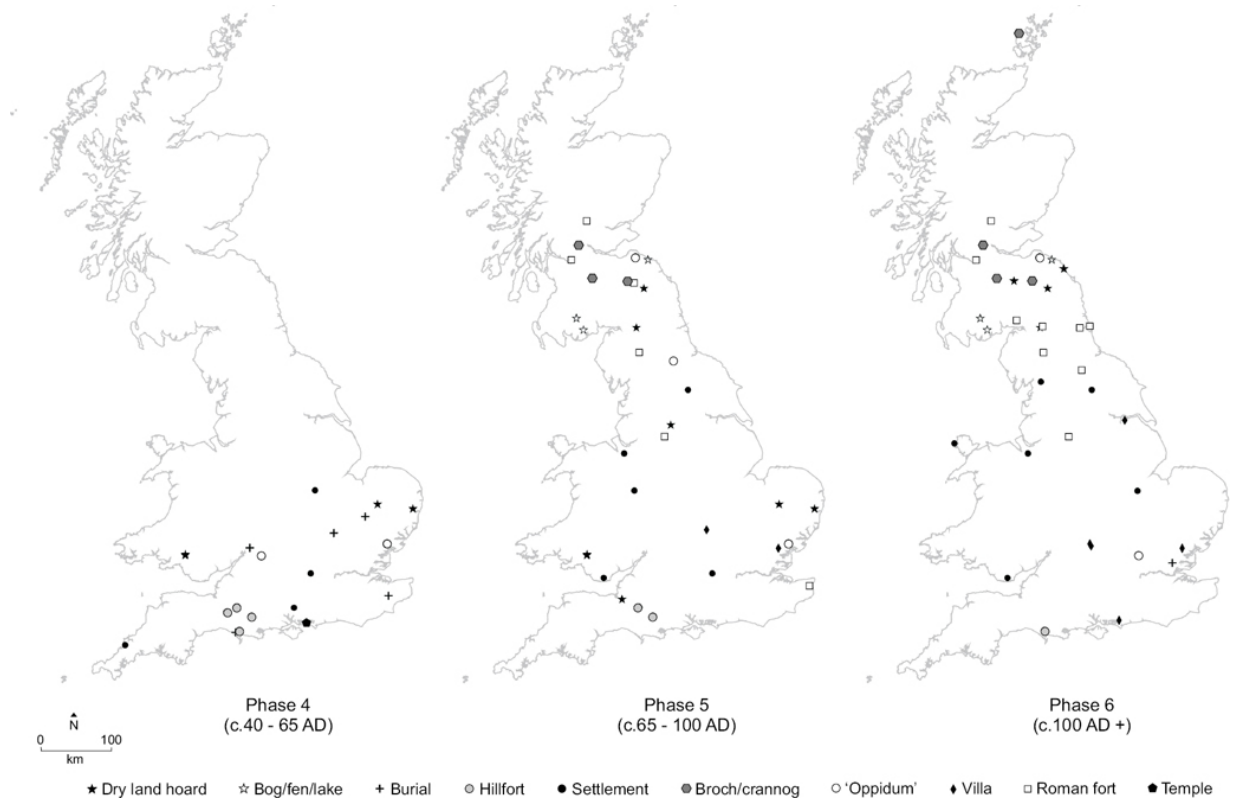 Phase 4
(c.40 - 65 AD)
Phase 5
(c.65 - 100 AD)
Phase 6
(c.100 AD +)
N
0 100
km
Dry land hoard Bog/fen/lake Burial Hillfort Settlement Broch/crannog 'Oppidum' Villa Roman fort Temple